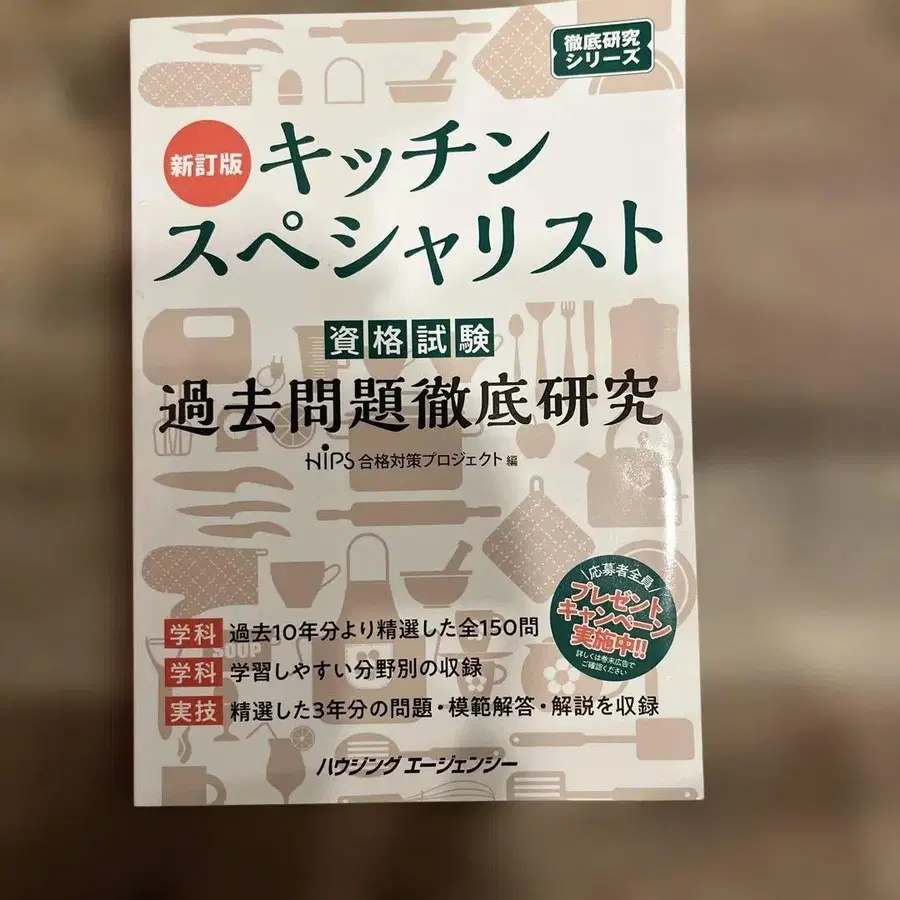 徹底研究
シリーズ
新訂版
キッチン
スペシャリスト
資格試験
過去問題徹底研究
HIPS 合格対策プロジェクト 編
応募者全員
プレゼント
キャンペーン
実施中!!
詳しくは巻末広告で
ご確認ください
学科 過去10年分より精選した全150問
学科 学習しやすい分野別の収録
実技 精選した3年分の問題・模範解答・解説を収録
SOUP
ハウジング エージェンシー